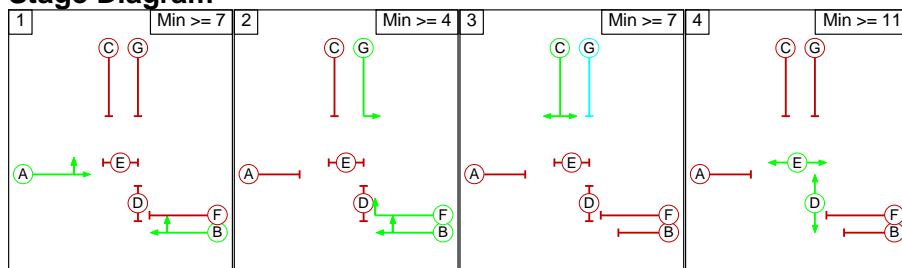 Stage Diagram
1 Min >= 7
C G
E
A
D
F
B
2 Min >= 4
C G
E
A
D
F
B
3 Min >= 7
C G
E
A
D
F
B
4 Min >= 11
C G
E
A
D
F
B